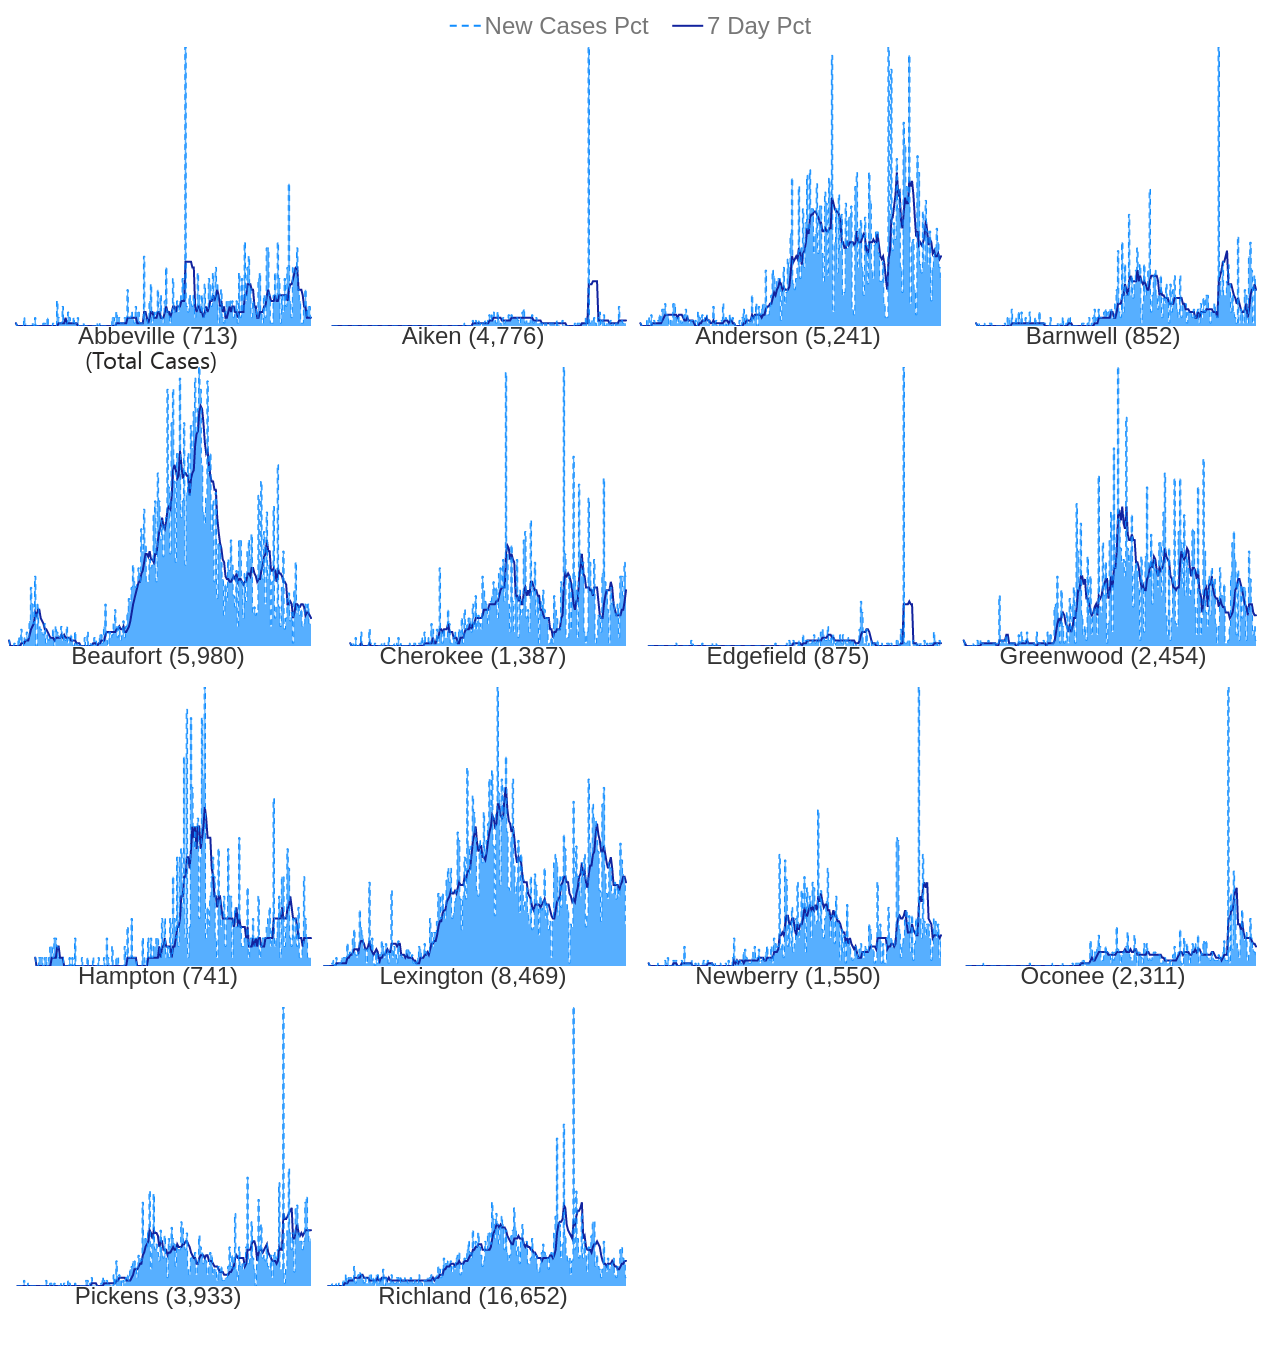 New Cases Pct 7 Day Pct
Abbeville (713) Aiken (4,776) Anderson (5,241) Barnwell (852)
(Total Cases)
Beaufort (5,980) Cherokee (1,387) Edgefield (875) Greenwood (2,454)
Hampton (741) Lexington (8,469) Newberry (1,550) Oconee (2,311)
Pickens (3,933) Richland (16,652)